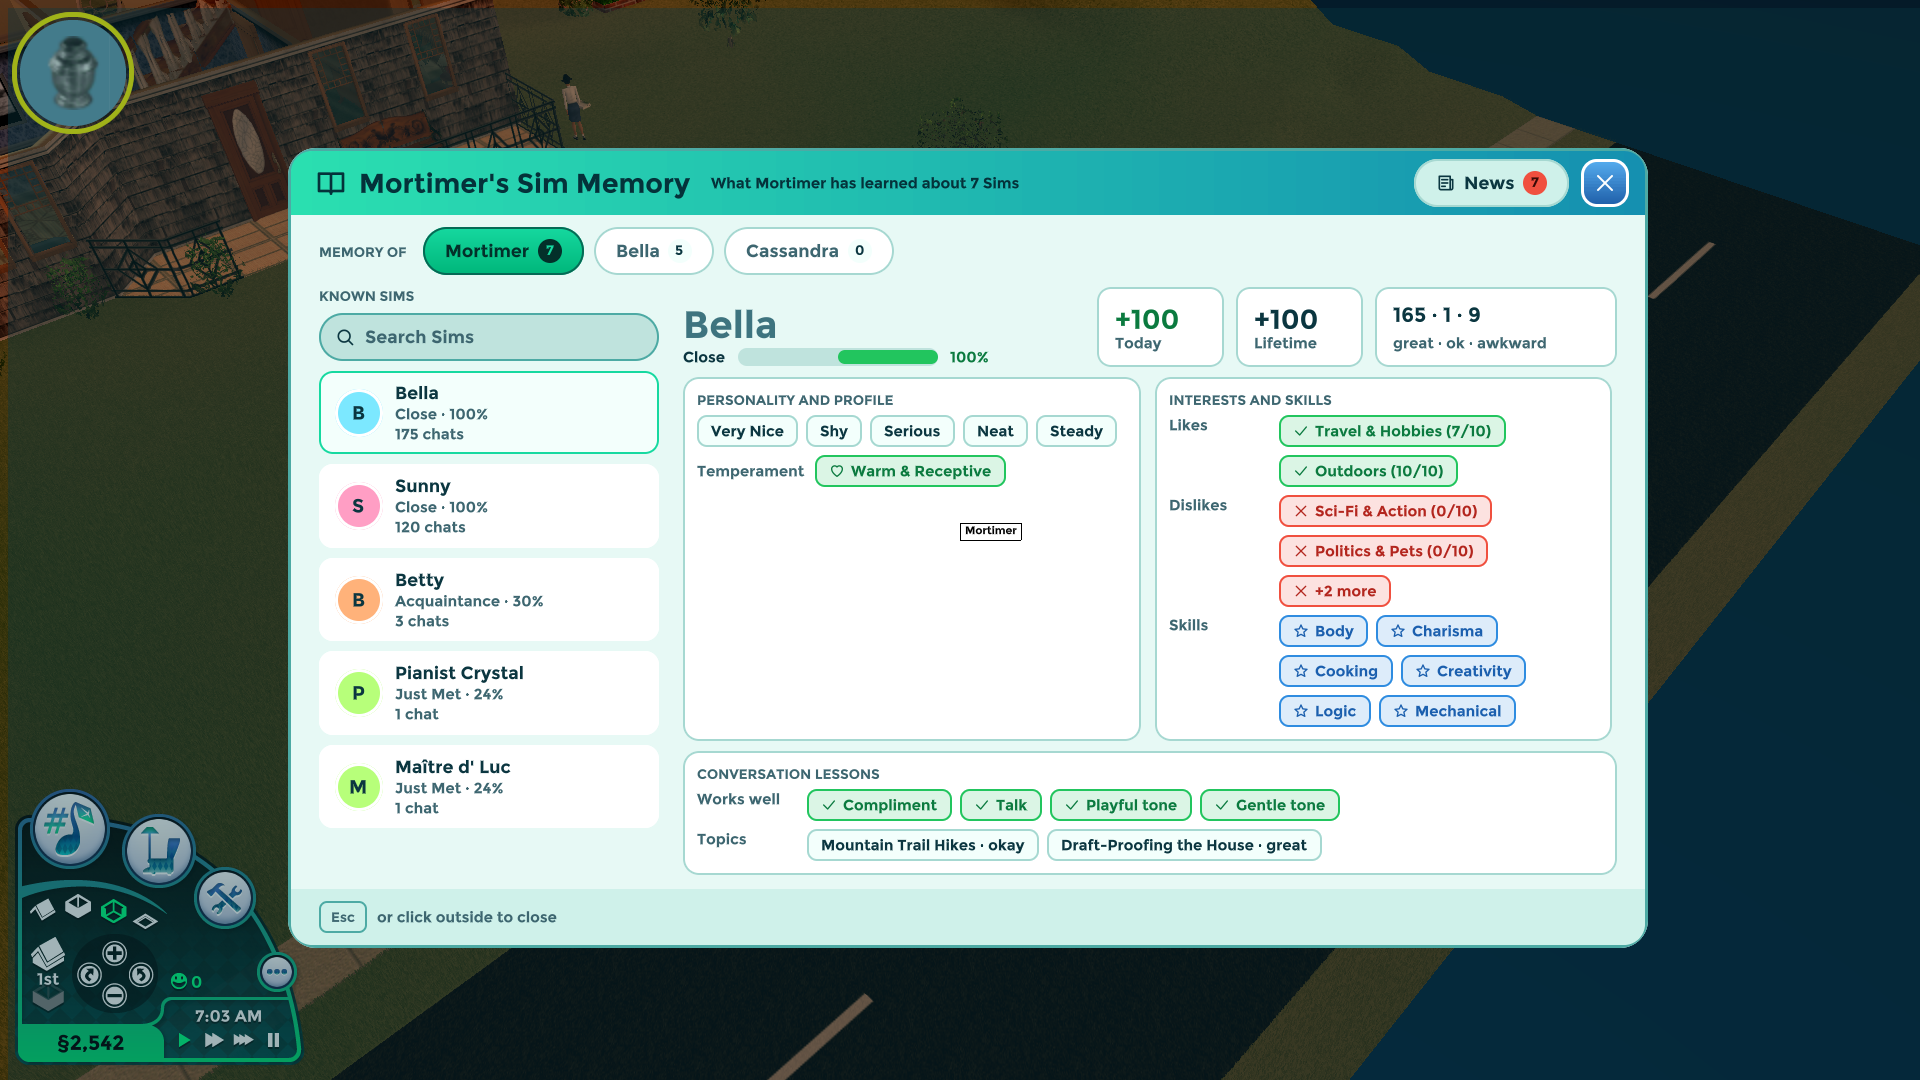 Mortimer's Sim Memory
What Mortimer has learned about 7 Sims
News 7
MEMORY OF
Mortimer 7
Bella 5
Cassandra 0
KNOWN SIMS
Search Sims
B
Bella
Close · 100%
175 chats
S
Sunny
Close · 100%
120 chats
B
Betty
Acquaintance · 30%
3 chats
P
Pianist Crystal
Just Met · 24%
1 chat
M
Maître d' Luc
Just Met · 24%
1 chat
Bella
Close 100%
+100
Today
+100
Lifetime
165 · 1 · 9
great · ok · awkward
PERSONALITY AND PROFILE
Very Nice Shy Serious Neat Steady
Temperament Warm & Receptive
Mortimer
INTERESTS AND SKILLS
Likes Travel & Hobbies (7/10)
Outdoors (10/10)
Dislikes Sci-Fi & Action (0/10)
Politics & Pets (0/10)
+2 more
Skills Body Charisma
Cooking Creativity
Logic Mechanical
CONVERSATION LESSONS
Works well Compliment Talk Playful tone Gentle tone
Topics Mountain Trail Hikes · okay Draft-Proofing the House · great
Esc or click outside to close
#
1st
0
7:03 AM
§2,542